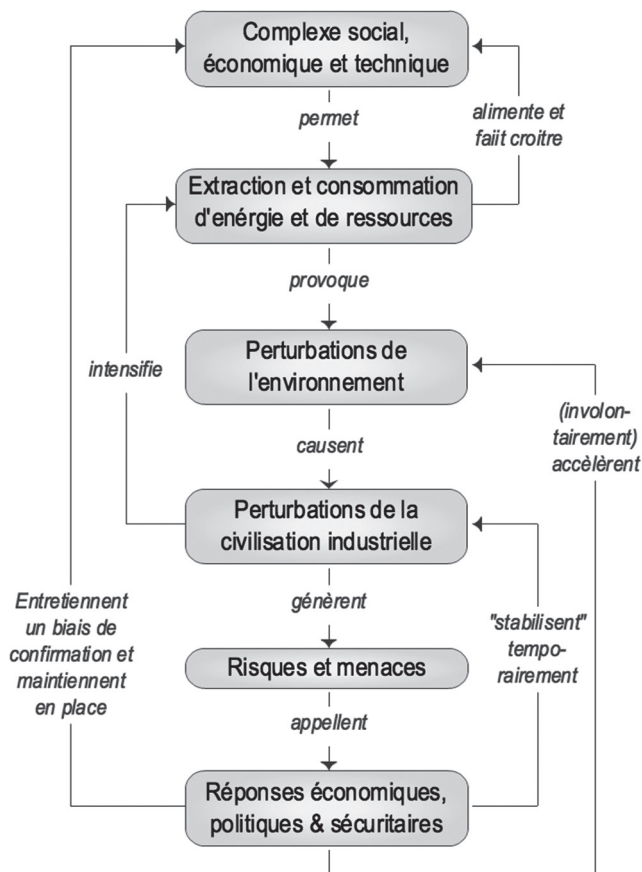 Complexe social,
économique et technique
permet
alimente et
faiit croitre
Extraction et consommation
d'enérgie et de ressources
provoque
Perturbations de
l'environnement
intensifie
(involon-
tairement)
accèlèrent
causent
Perturbations de la
civilisation industrielle
Entretiennent
un biais de
confirmation et
maintiennent
en place
génèrent
"stabilisent"
tempo-
rairement
Risques et menaces
appellent
Réponses économiques,
politiques & sécuritaires